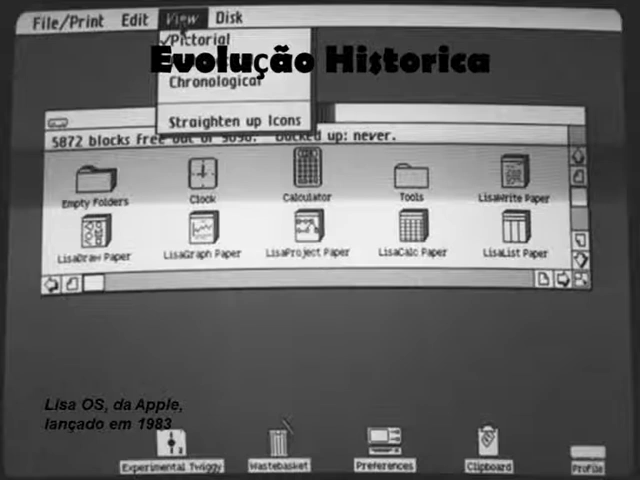 File/Print Edit View Disk
✓Pictorial
Evolução Historica
Chronological
Straighten up Icons
5872 blocks free out of 9690. Backed up: never.
Empty Folders Clock Calculator Tools LisaWrite Paper
LisaDraw Paper LisaGraph Paper LisaProject Paper LisaCalc Paper LisaList Paper
Lisa OS, da Apple,
lançado em 1983
Experimental Twiggy Wastebasket Preferences Clipboard Profile